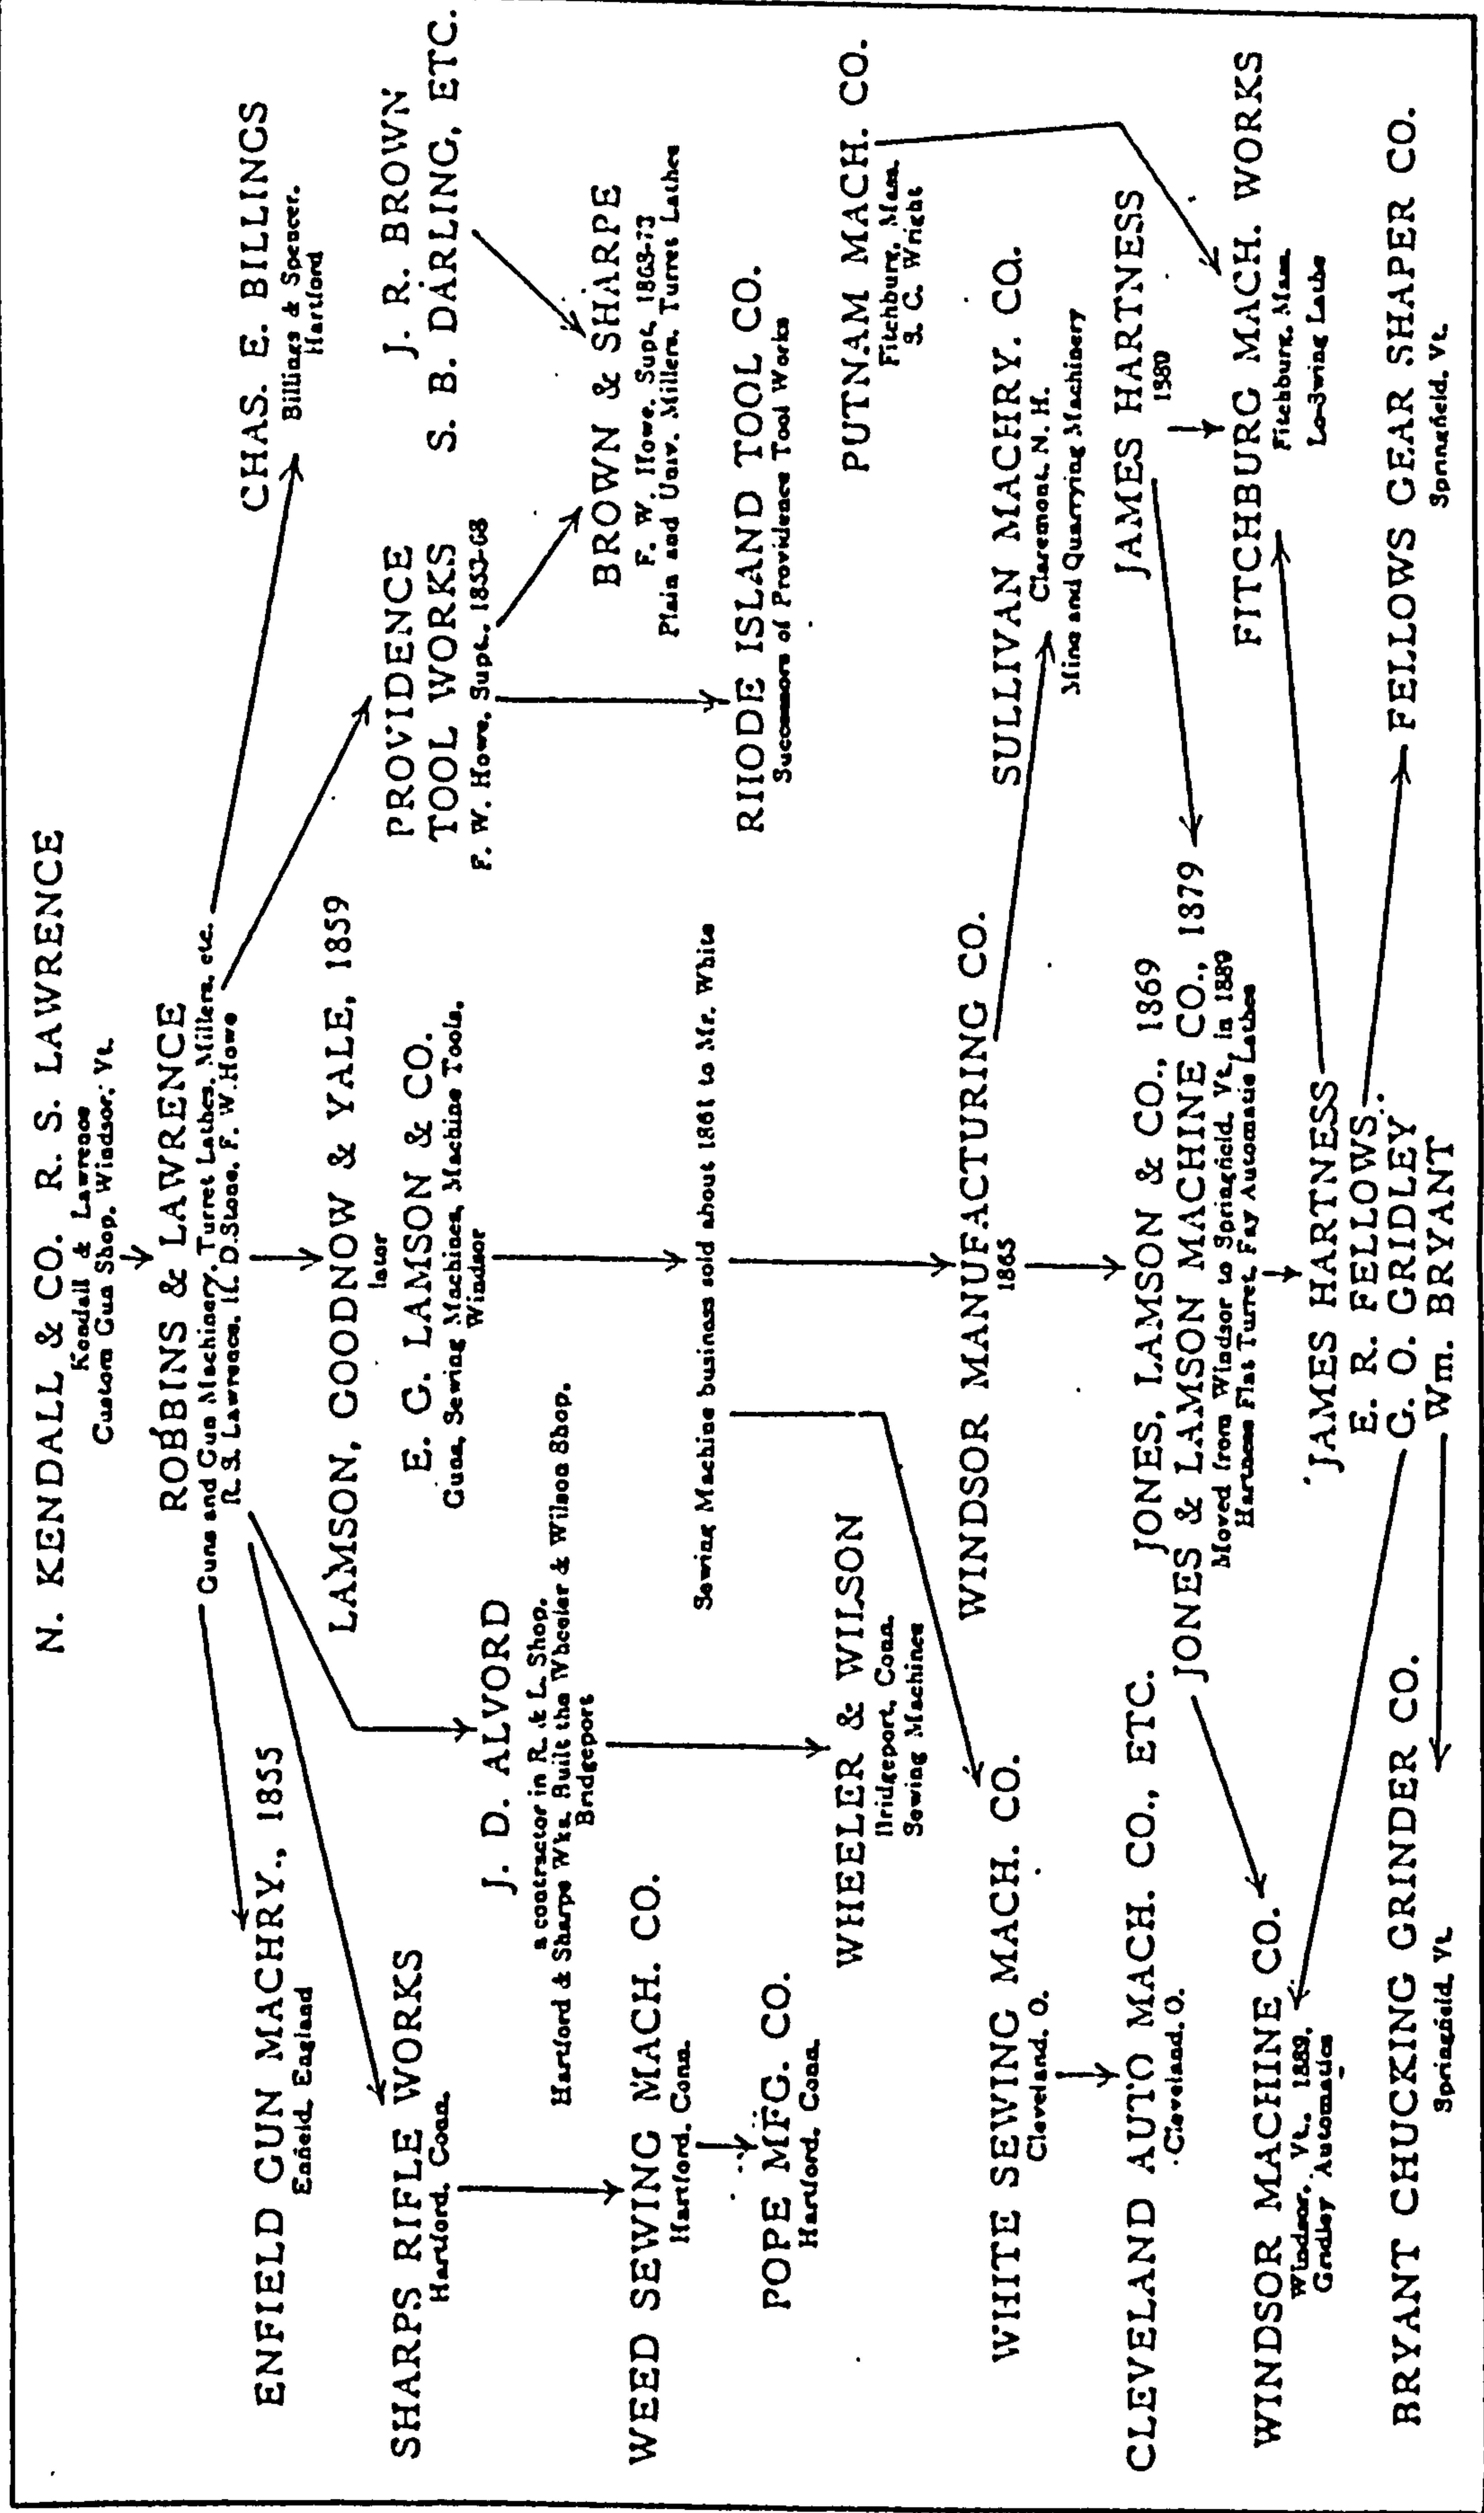 N. KENDALL & CO. R. S. LAWRENCE
Kendall & Lawrence
Custom Gun Shop, Windsor, Vt.
ROBBINS & LAWRENCE
Guns and Gun Machinery, Turret Lathes, Millers, etc.
R. S. Lawrence, H. D. Stone, F. W. Howe
ENFIELD GUN MACHRY., 1855
Enfield, England
CHAS. E. BILLINGS
Billings & Spencer.
Hartford
LAMSON, GOODNOW & YALE, 1859
later
E. G. LAMSON & CO.
Guns, Sewing Machines, Machine Tools.
Windsor
SHARPS RIFLE WORKS
Hartford, Conn.
PROVIDENCE
TOOL WORKS
F. W. Howe, Supt., 1853-68
J. R. BROWN
S. B. DARLING, ETC.
J. D. ALVORD
a contractor in R. & L. Shop.
Hartford & Sharps Wks. Built the Wheeler & Wilson Shop.
Bridgeport
BROWN & SHARPE
F. W. Howe, Supt. 1868-73
Plain and Univ. Millers, Turret Lathes
WEED SEWING MACH. CO.
Hartford, Conn.
Sewing Machine business sold about 1861 to Mr. White
RHODE ISLAND TOOL CO.
Successors of Providence Tool Works
POPE MFG. CO.
Hartford, Conn.
WHEELER & WILSON
Bridgeport, Conn.
Sewing Machines
PUTNAM MACH. CO.
Fitchburg, Mass.
S. C. Wright
WHITE SEWING MACH. CO.
Cleveland, O.
WINDSOR MANUFACTURING CO.
1865
SULLIVAN MACHRY. CO.
Claremont, N. H.
Mine and Quarrying Machinery
CLEVELAND AUTO MACH. CO., ETC.
Cleveland, O.
JONES, LAMSON & CO., 1869
JONES & LAMSON MACHINE CO., 1879
Moved from Windsor to Springfield, Vt., in 1889
Hartness Flat Turret, Fay Automatic Lathes
JAMES HARTNESS
1889
WINDSOR MACHINE CO.
Windsor, Vt., 1889.
Gridley Automatics
FITCHBURG MACH. WORKS
Fitchburg, Mass.
Lo-Swing Lathe
JAMES HARTNESS
E. R. FELLOWS
G. O. GRIDLEY
Wm. BRYANT
BRYANT CHUCKING GRINDER CO.
Springfield, Vt.
FELLOWS GEAR SHAPER CO.
Springfield, Vt.